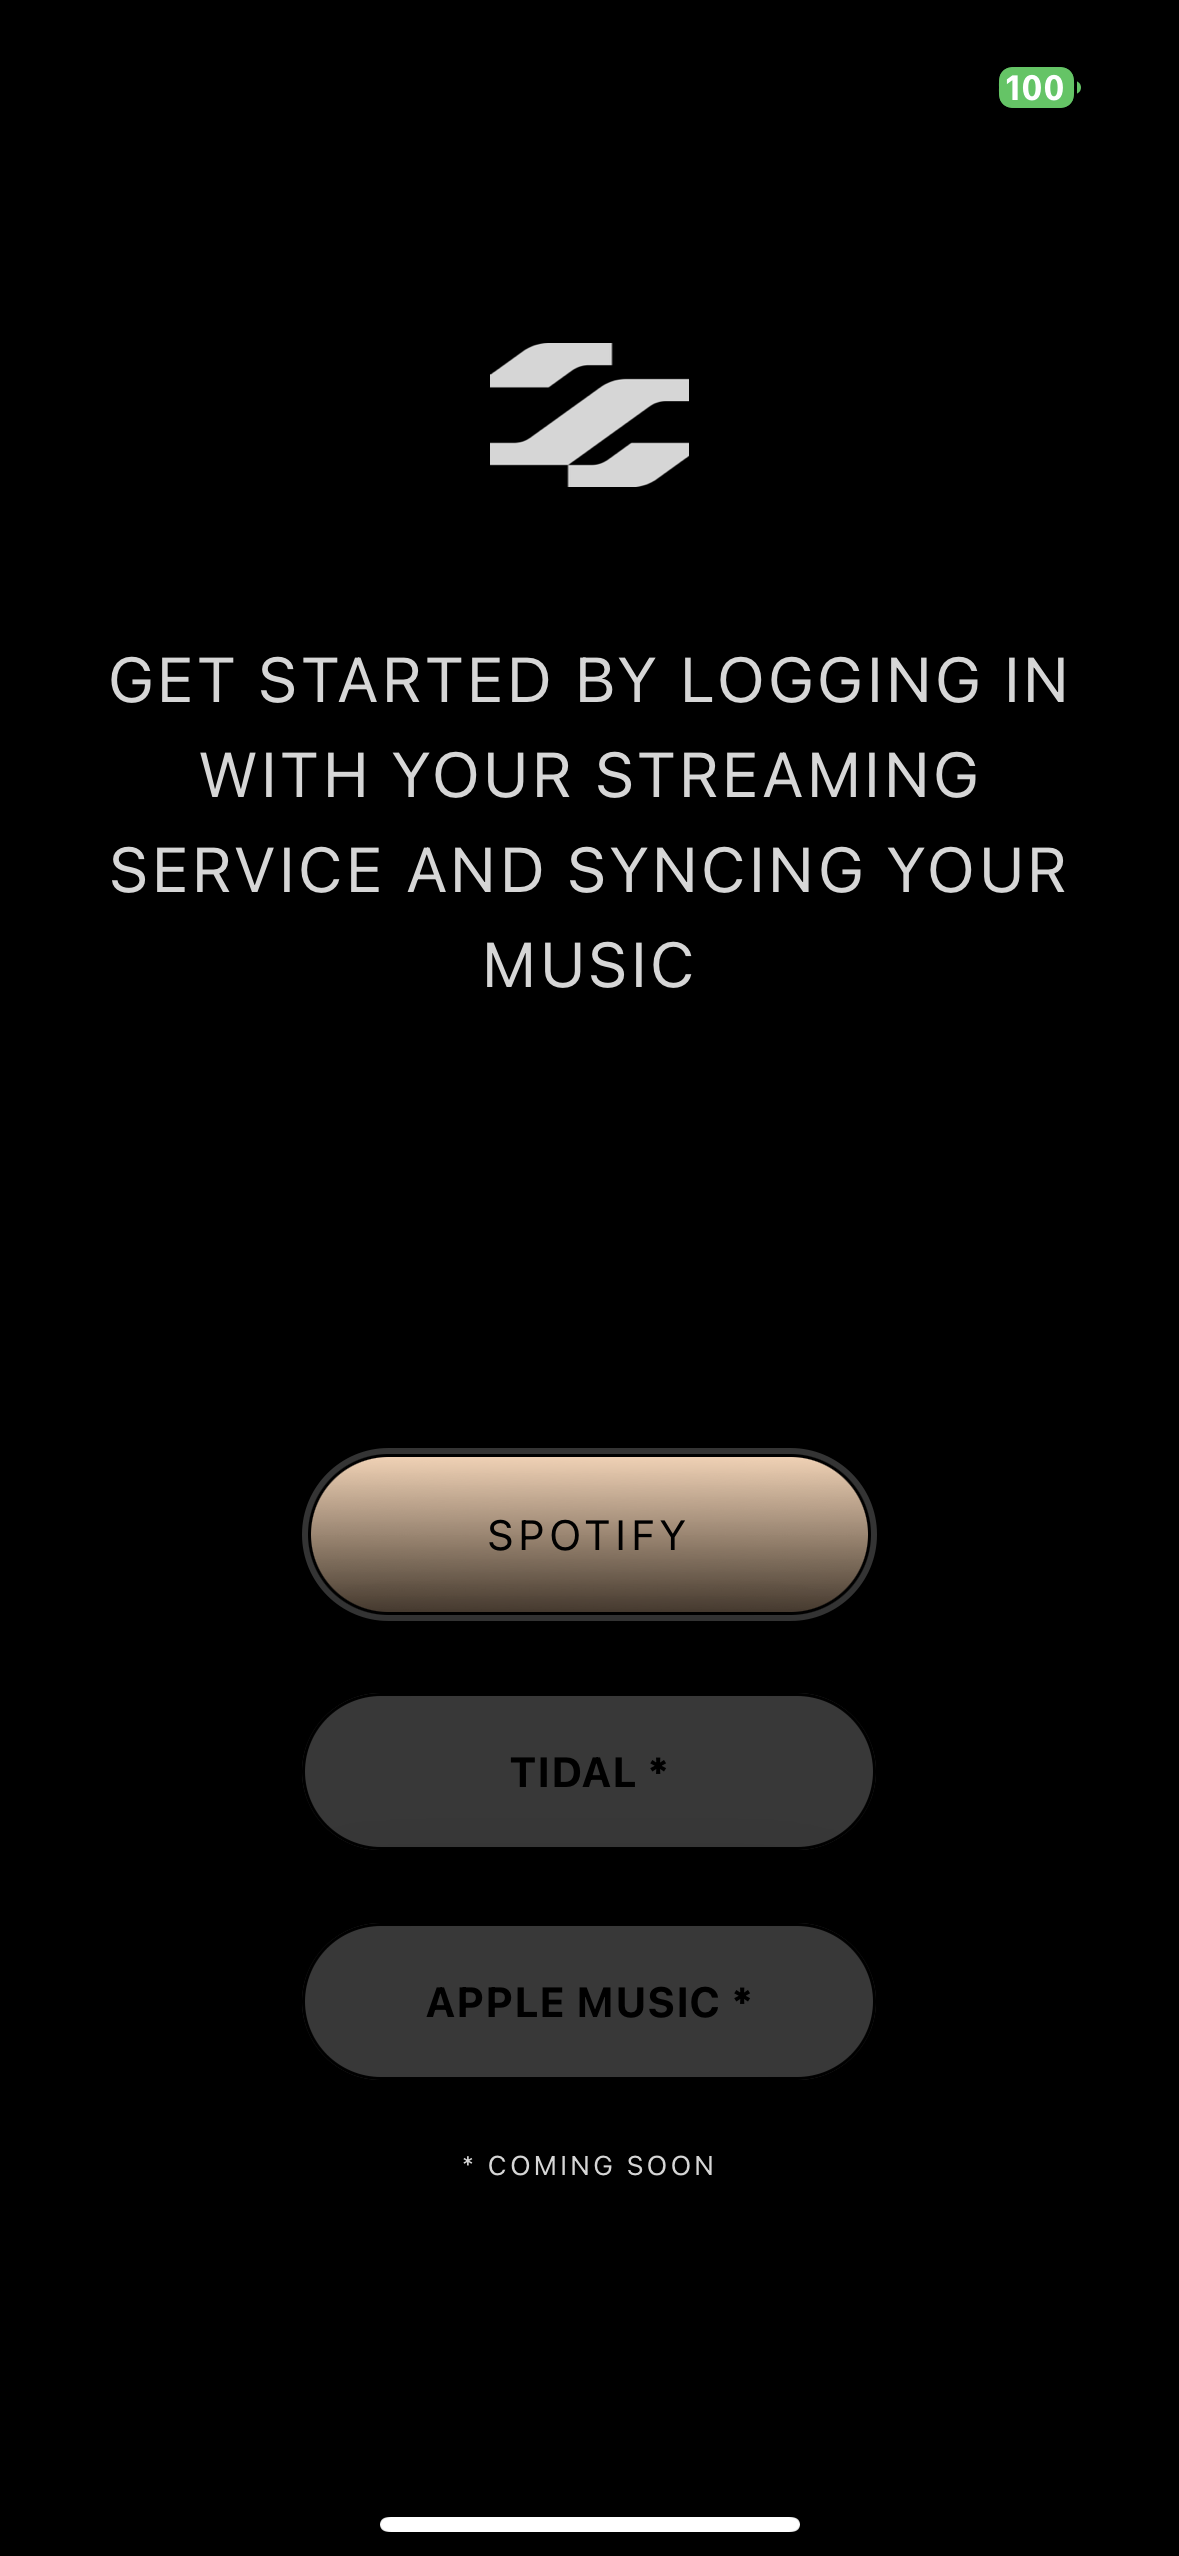 100
GET STARTED BY LOGGING IN
WITH YOUR STREAMING
SERVICE AND SYNCING YOUR
MUSIC
SPOTIFY
TIDAL *
APPLE MUSIC *
* COMING SOON